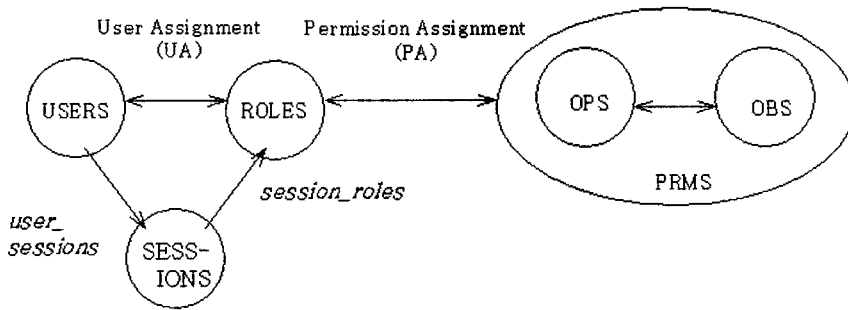 User Assignment
(UA)
Permission Assignment
(PA)
USERS
ROLES
OPS
OBS
PRMS
session_roles
user_
sessions
SESS-
IONS